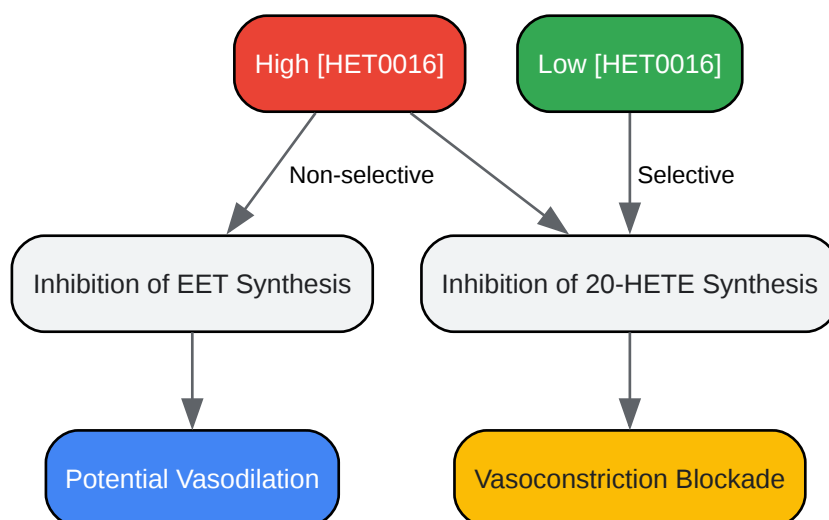 High [HET0016]
Low [HET0016]
Non-selective
Selective
Inhibition of EET Synthesis
Inhibition of 20-HETE Synthesis
Potential Vasodilation
Vasoconstriction Blockade